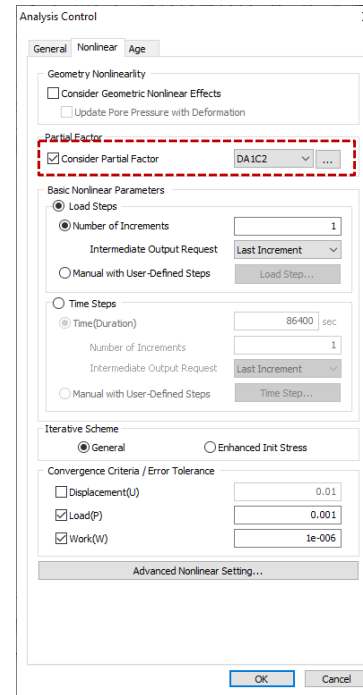 Analysis Control
General Nonlinear Age
Geometry Nonlinearlity
Consider Geometric Nonlinear Effects
Update Pore Pressure with Deformation
Partial Factor
Consider Partial Factor DA1C2 ...
Basic Nonlinear Parameters
Load Steps
Number of Increments 1
Intermediate Output Request Last Increment
Manual with User-Defined Steps Load Step...
Time Steps
Time(Duration) 86400 sec
Number of Increments 1
Intermediate Output Request Last Increment
Manual with User-Defined Steps Time Step...
Iterative Scheme
General Enhanced Init Stress
Convergence Criteria / Error Tolerance
Displacement(U) 0.01
Load(P) 0.001
Work(W) 1e-006
Advanced Nonlinear Setting...
OK Cancel